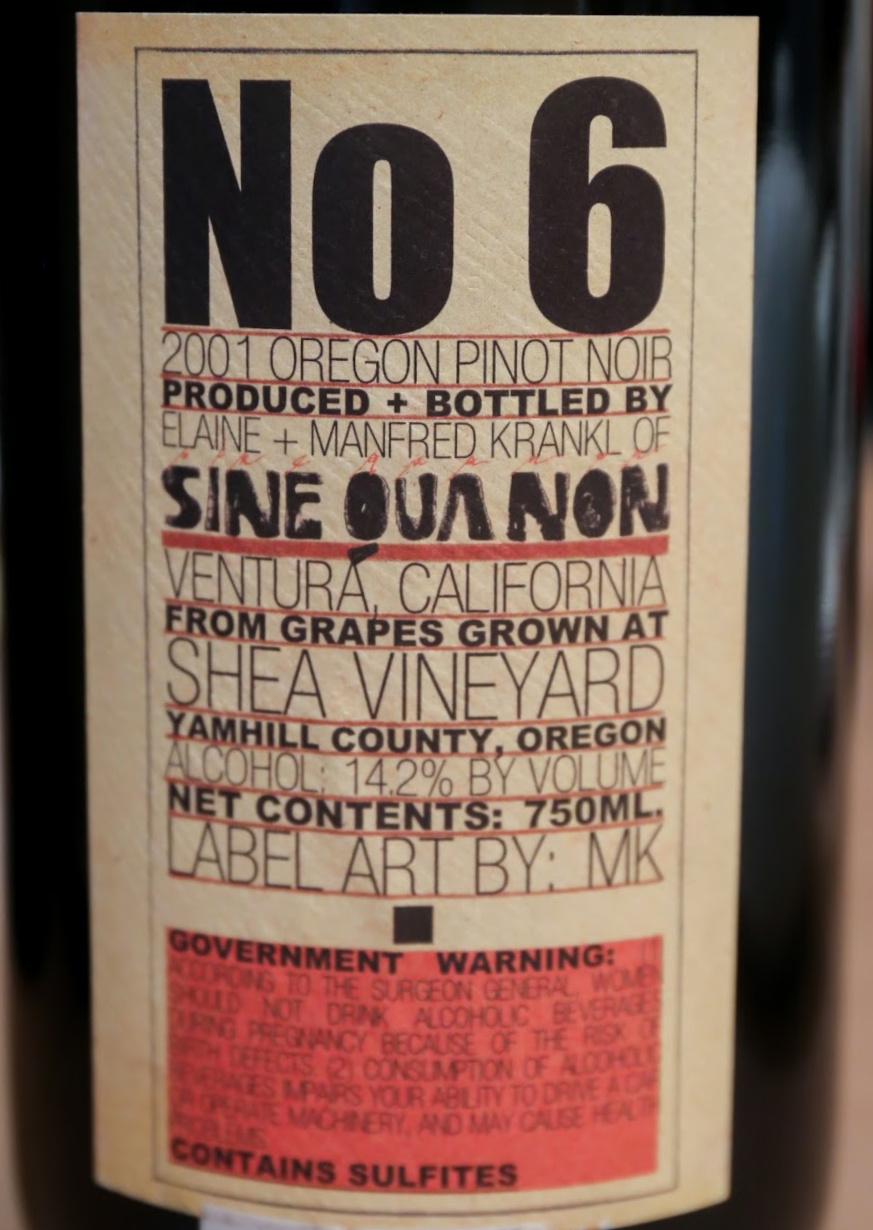 No 6
2001 OREGON PINOT NOIR
PRODUCED + BOTTLED BY
ELAINE + MANFRED KRANKL OF
SINE QUA NON
VENTURA, CALIFORNIA
FROM GRAPES GROWN AT
SHEA VINEYARD
YAMHILL COUNTY, OREGON
ALCOHOL: 14.2% BY VOLUME
NET CONTENTS: 750ML.
LABEL ART BY: MK
GOVERNMENT WARNING:
ACCORDING TO THE SURGEON GENERAL, WOMEN
SHOULD NOT DRINK ALCOHOLIC BEVERAGES
DURING PREGNANCY BECAUSE OF THE RISK OF
BIRTH DEFECTS (2) CONSUMPTION OF ALCOHOLIC
BEVERAGES IMPAIRS YOUR ABILITY TO DRIVE A CAR
OR OPERATE MACHINERY, AND MAY CAUSE HEALTH
PROBLEMS
CONTAINS SULFITES